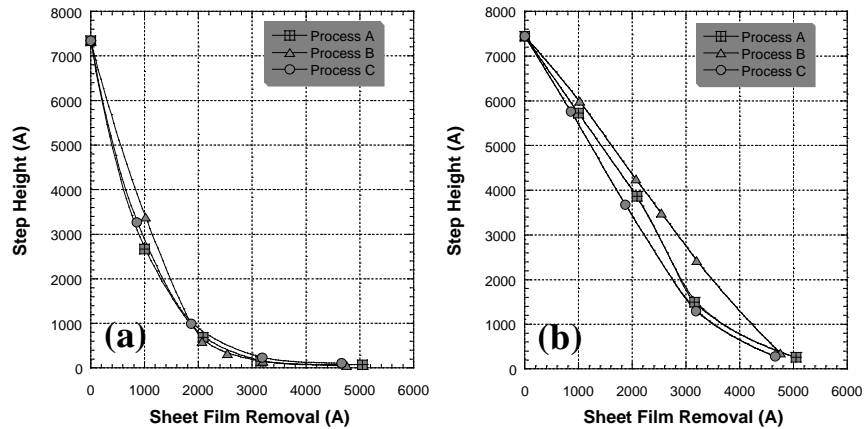 8000
7000
6000
5000
4000
3000
2000
1000
0
Step Height (A)
Process A
Process B
Process C
(a)
0 1000 2000 3000 4000 5000 6000
Sheet Film Removal (A)
8000
7000
6000
5000
4000
3000
2000
1000
0
Step Height (A)
Process A
Process B
Process C
(b)
0 1000 2000 3000 4000 5000 6000
Sheet Film Removal (A)